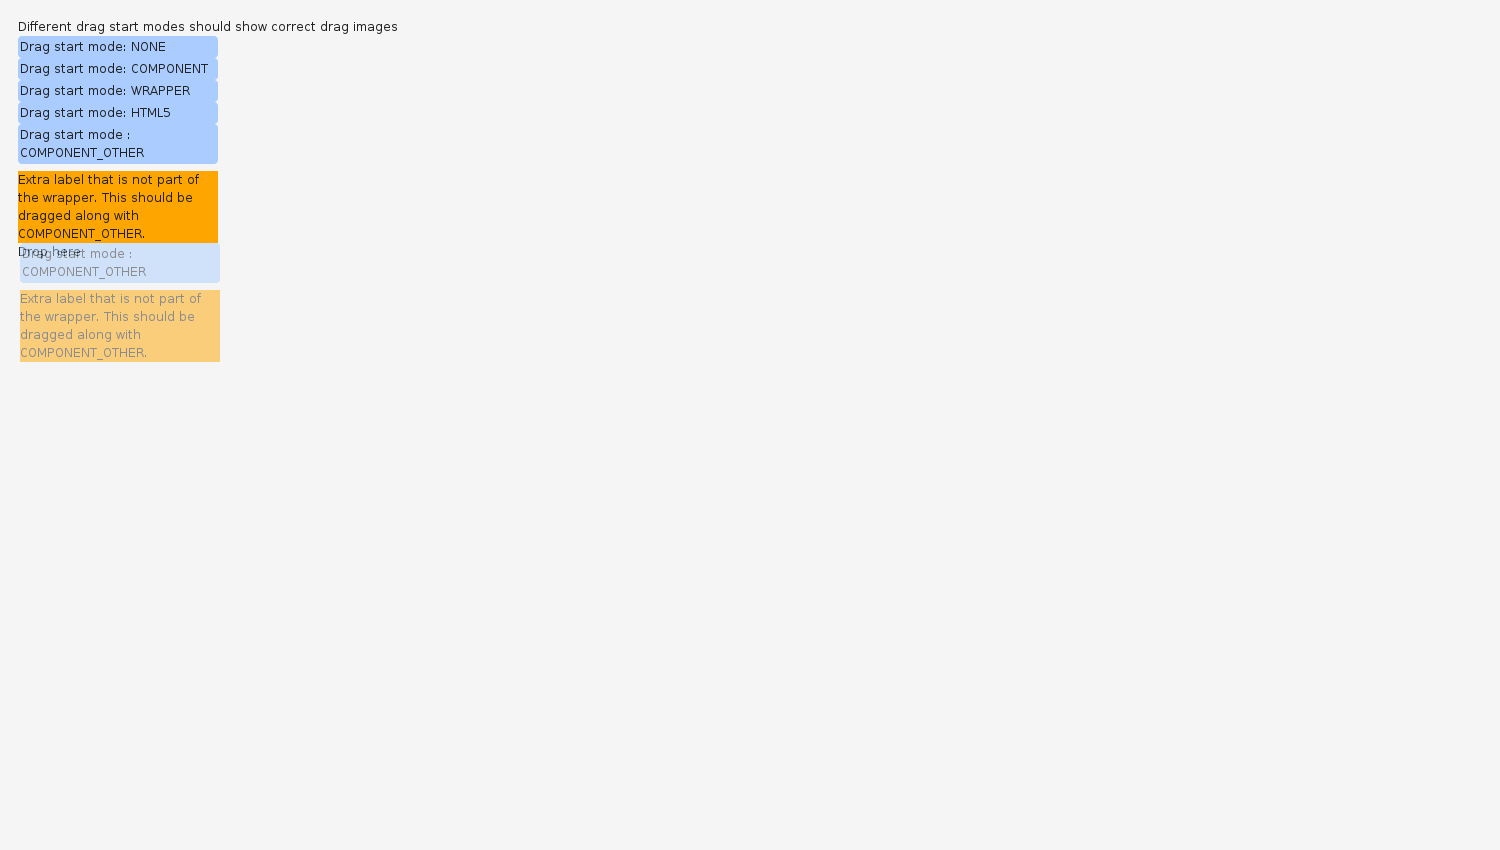 Different drag start modes should show correct drag images
Drag start mode: NONE
Drag start mode: COMPONENT
Drag start mode: WRAPPER
Drag start mode: HTML5
Drag start mode :
COMPONENT_OTHER
Extra label that is not part of
the wrapper. This should be
dragged along with
COMPONENT_OTHER.
Drop here
Drag start mode :
COMPONENT_OTHER
Extra label that is not part of
the wrapper. This should be
dragged along with
COMPONENT_OTHER.